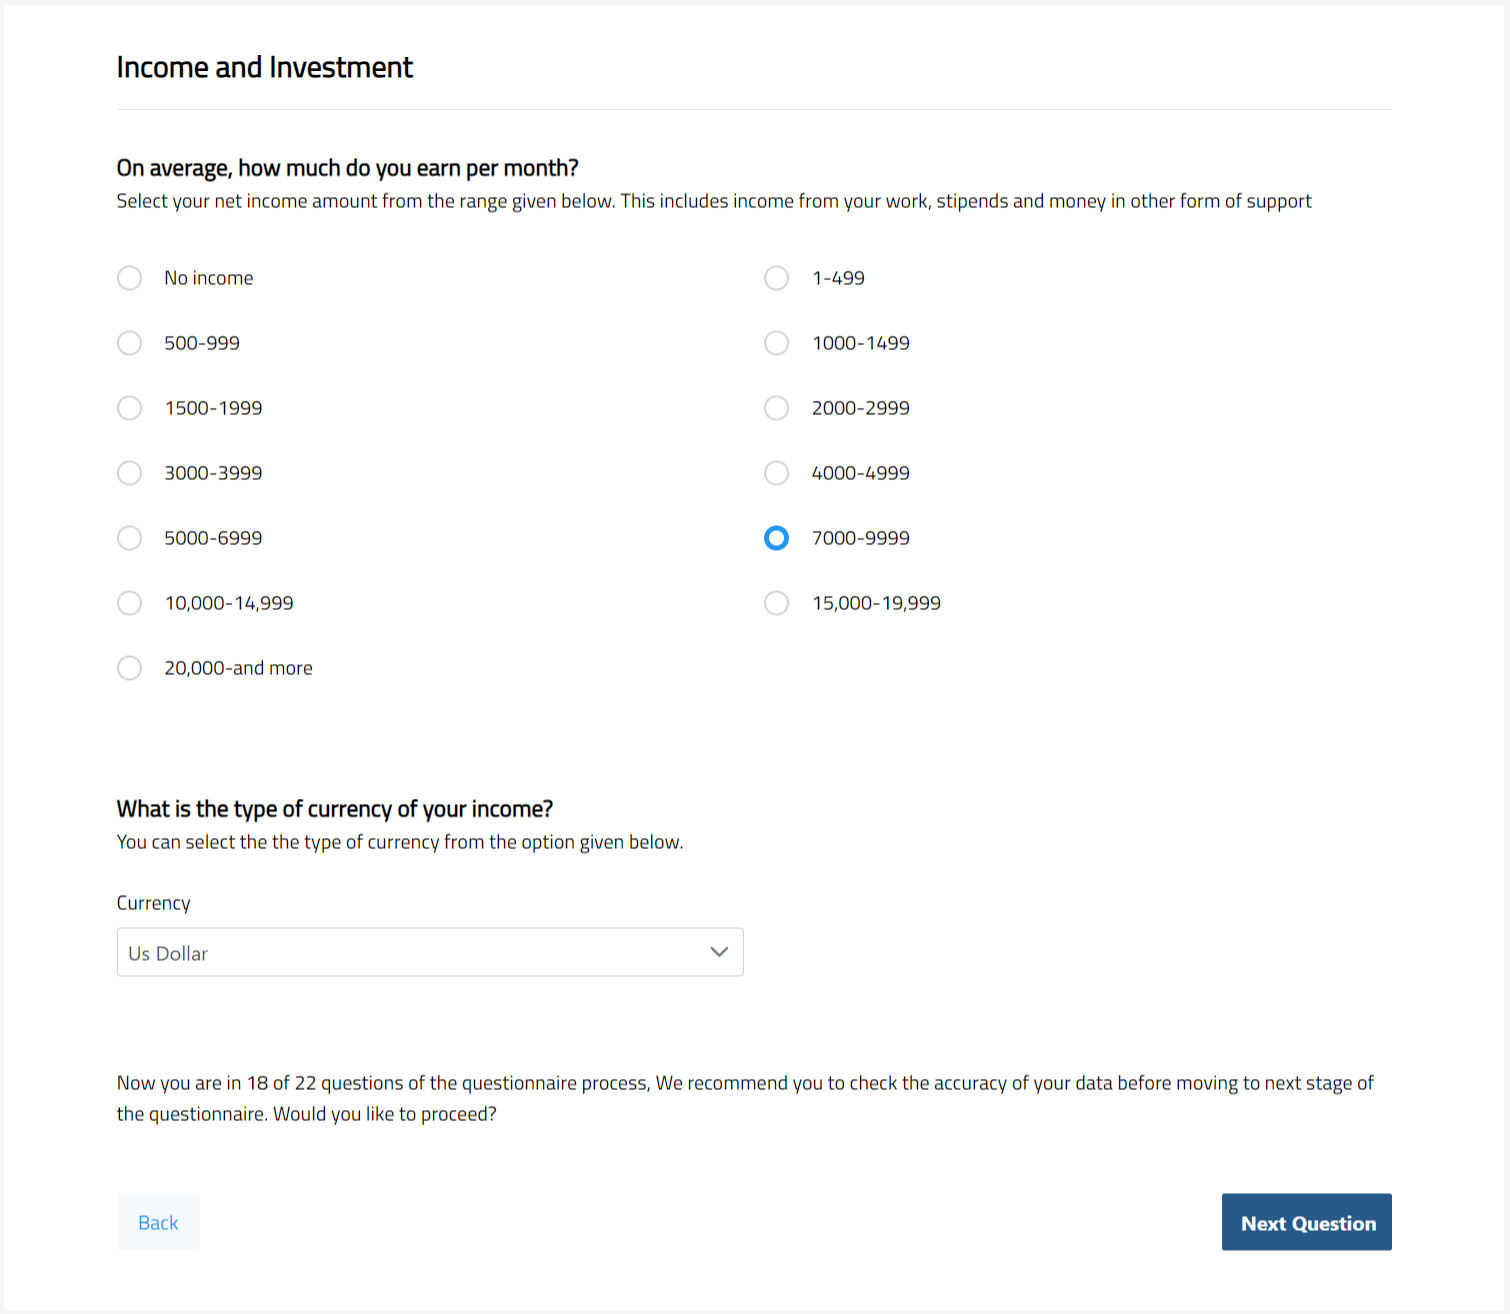 Income and Investment
On average, how much do you earn per month?
Select your net income amount from the range given below. This includes income from your work, stipends and money in other form of support
No income
1-499
500-999
1000-1499
1500-1999
2000-2999
3000-3999
4000-4999
5000-6999
7000-9999
10,000-14,999
15,000-19,999
20,000-and more
What is the type of currency of your income?
You can select the the type of currency from the option given below.
Currency
Us Dollar
Now you are in 18 of 22 questions of the questionnaire process, We recommend you to check the accuracy of your data before moving to next stage of
the questionnaire. Would you like to proceed?
Back
Next Question